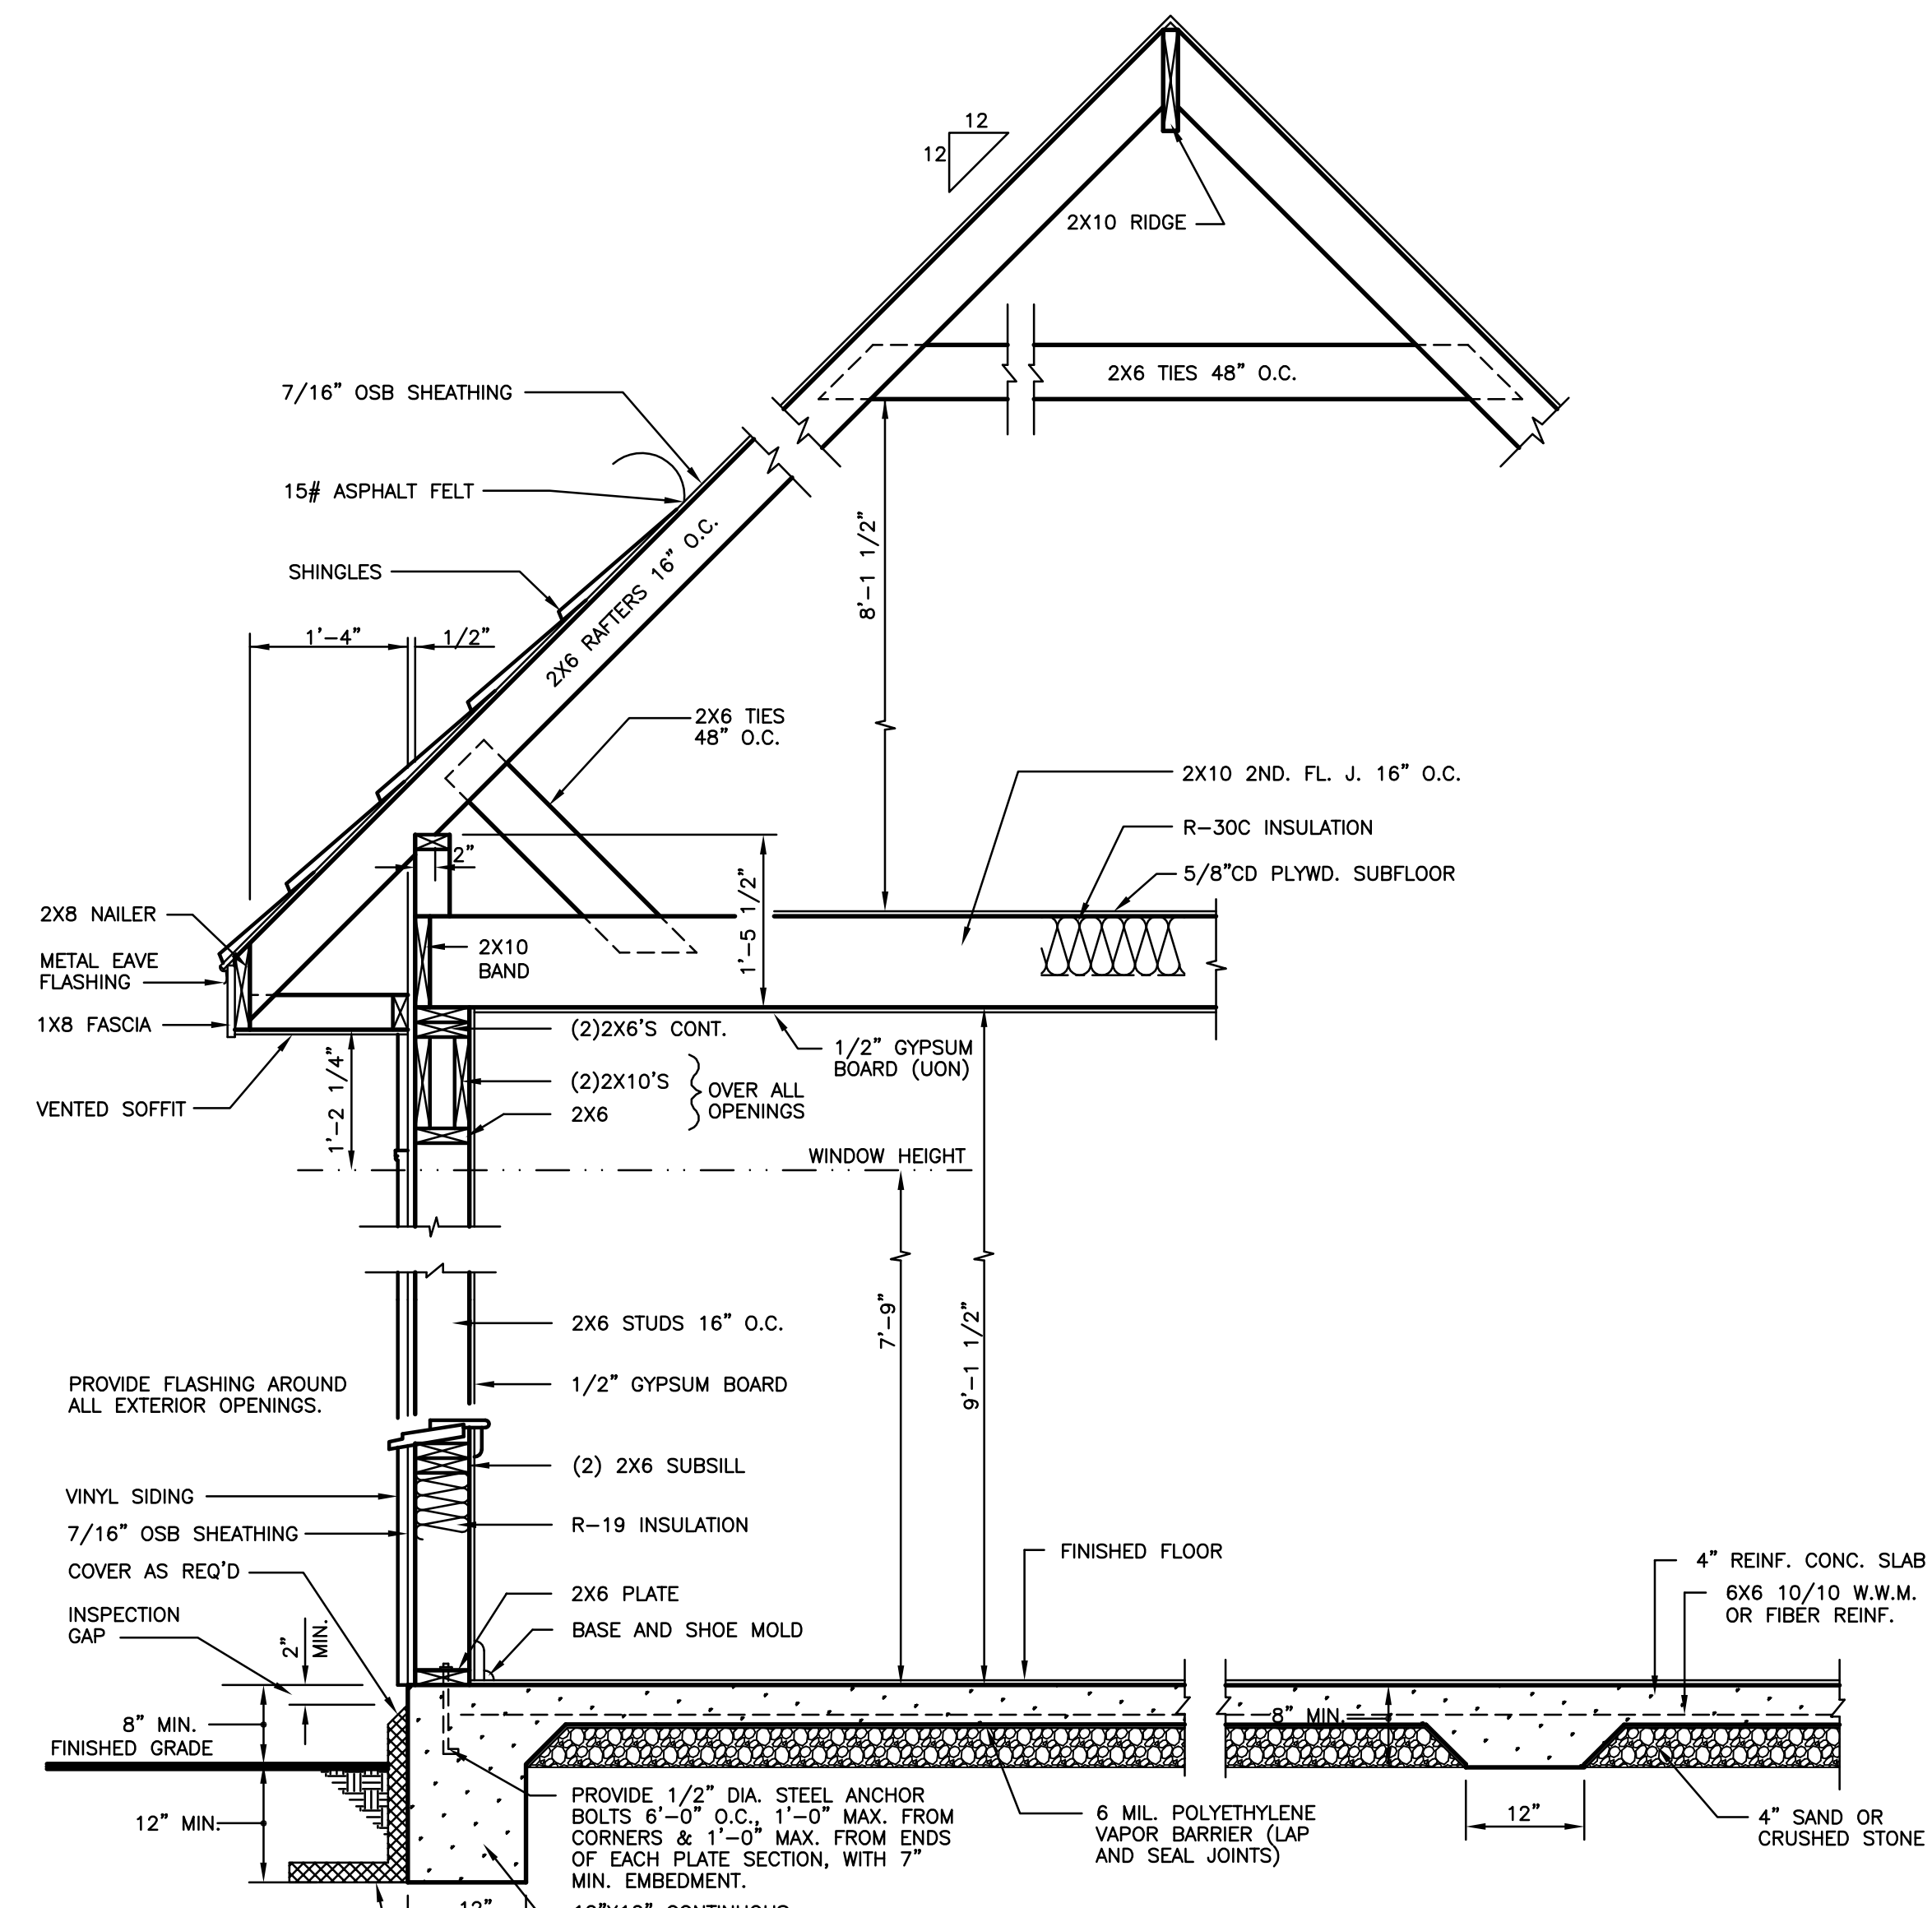 12
12
2X10 RIDGE
2X6 TIES 48" O.C.
7/16" OSB SHEATHING
15# ASPHALT FELT
SHINGLES
2X6 RAFTERS 16" O.C.
8'-1 1/2"
1'-4"
1/2"
2X6 TIES
48" O.C.
2X10 2ND. FL. J. 16" O.C.
R-30C INSULATION
5/8"CD PLYWD. SUBFLOOR
2"
1'-5 1/2"
2X8 NAILER
2X10
BAND
METAL EAVE
FLASHING
1X8 FASCIA
(2)2X6'S CONT.
1/2" GYPSUM
BOARD (UON)
1'-2 1/4"
(2)2X10'S
2X6
OVER ALL
OPENINGS
VENTED SOFFIT
WINDOW HEIGHT
2X6 STUDS 16" O.C.
7'-9"
9'-1 1/2"
PROVIDE FLASHING AROUND
ALL EXTERIOR OPENINGS.
1/2" GYPSUM BOARD
(2) 2X6 SUBSILL
VINYL SIDING
R-19 INSULATION
7/16" OSB SHEATHING
COVER AS REQ'D
FINISHED FLOOR
4" REINF. CONC. SLAB
2X6 PLATE
6X6 10/10 W.W.M.
OR FIBER REINF.
INSPECTION
GAP
2"
MIN.
BASE AND SHOE MOLD
8" MIN.
8" MIN.
FINISHED GRADE
12" MIN.
PROVIDE 1/2" DIA. STEEL ANCHOR
BOLTS 6'-0" O.C., 1'-0" MAX. FROM
CORNERS & 1'-0" MAX. FROM ENDS
OF EACH PLATE SECTION, WITH 7"
MIN. EMBEDMENT.
6 MIL. POLYETHYLENE
VAPOR BARRIER (LAP
AND SEAL JOINTS)
12"
4" SAND OR
CRUSHED STONE
12"
CONTINUOUS